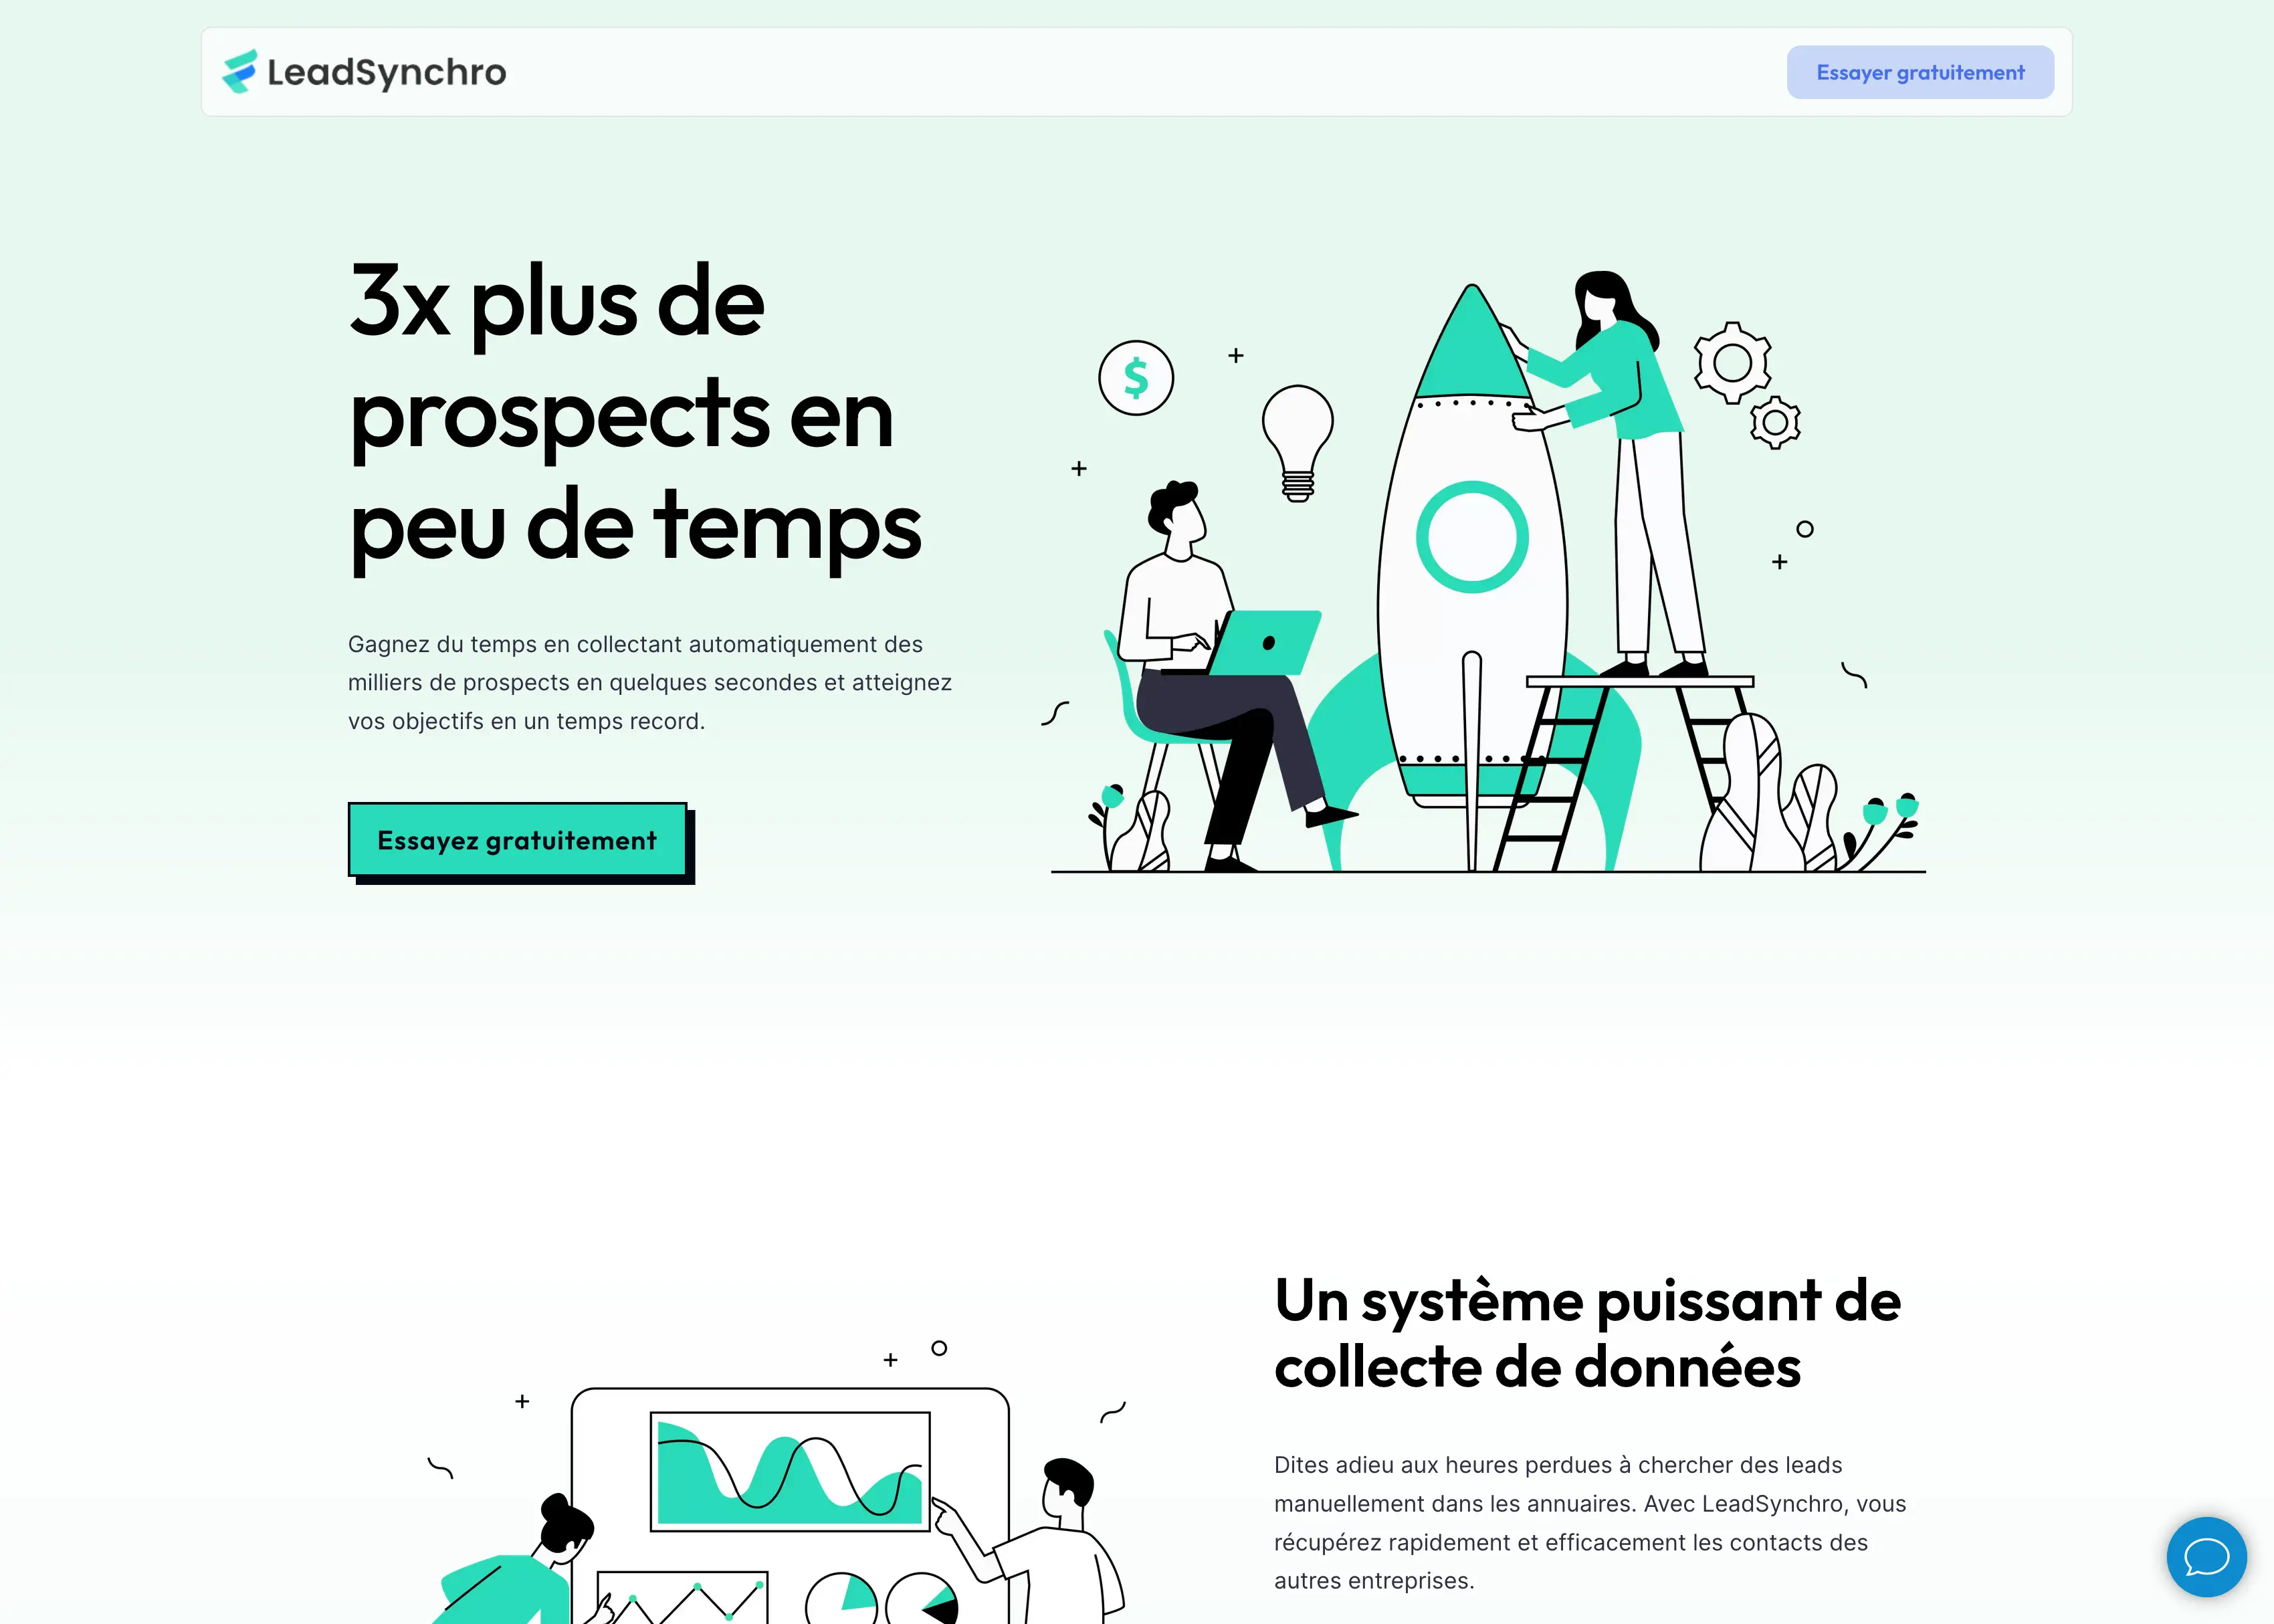 LeadSynchro
Essayer gratuitement
3x plus de
prospects en
peu de temps
Gagnez du temps en collectant automatiquement des
milliers de prospects en quelques secondes et atteignez
vos objectifs en un temps record.
Essayez gratuitement
$
Un système puissant de
collecte de données
Dites adieu aux heures perdues à chercher des leads
manuellement dans les annuaires. Avec LeadSynchro, vous
récupérez rapidement et efficacement les contacts des
autres entreprises.